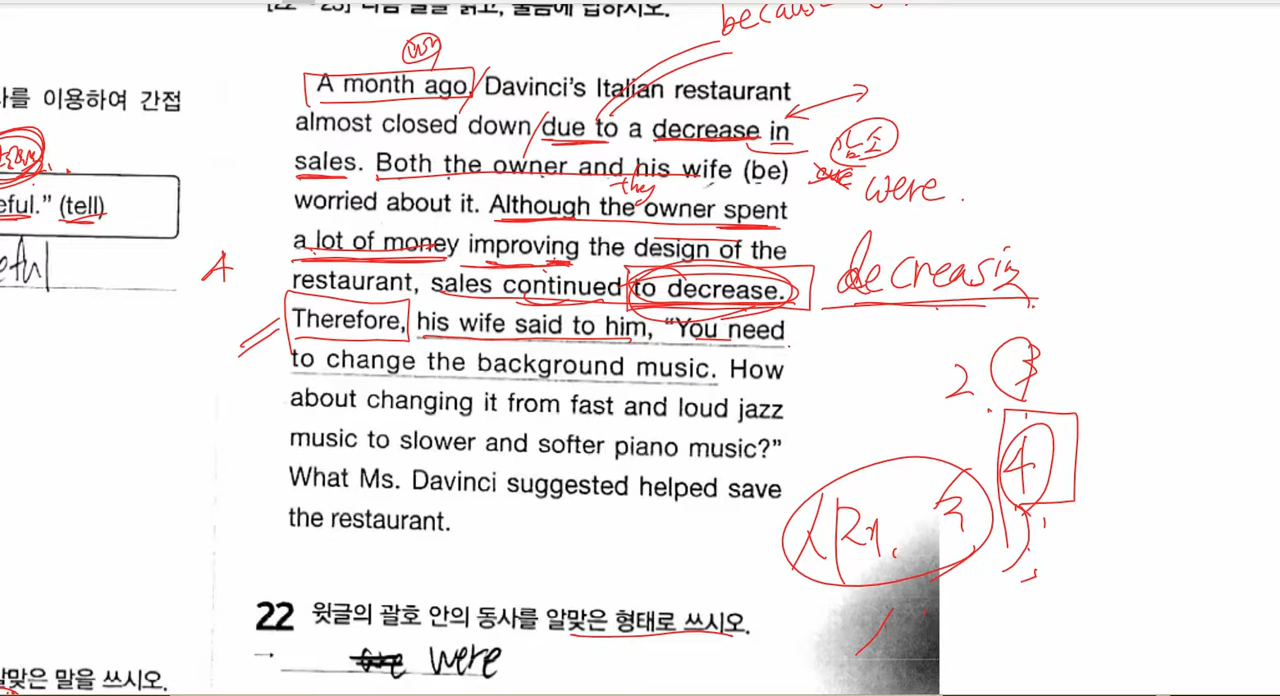 becaus
[22~23] 다음 글을 읽고, 물음에 답하시오.
A month ago, Davinci's Italian restaurant
almost closed down due to a decrease in
sales. Both the owner and his wife (be)
감소
were.
they
worried about it. Although the owner spent
a lot of money improving the design of the
restaurant, sales continued to decrease.
decreasing
Therefore, his wife said to him, "You need
to change the background music. How
about changing it from fast and loud jazz
music to slower and softer piano music?"
What Ms. Davinci suggested helped save
the restaurant.
2
4
22 윗글의 괄호 안의 동사를 알맞은 형태로 쓰시오.
were
사를 이용하여 간접
eful." (tell)
eful
A
알맞은 말을 쓰시오.